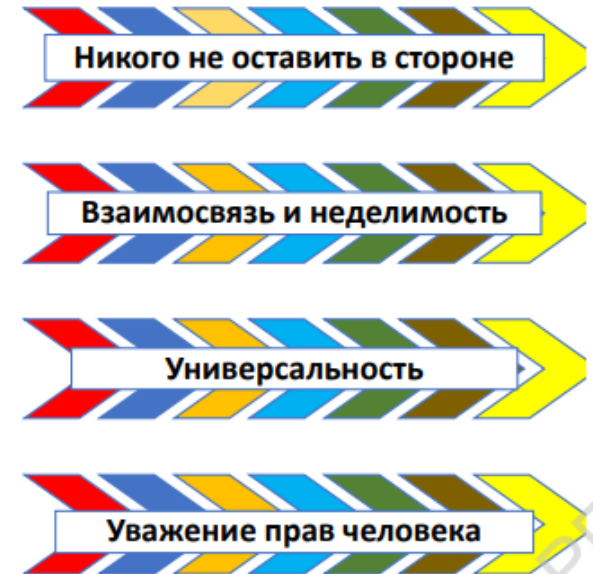 Никого не оставить в стороне
Взаимосвязь и неделимость
Универсальность
Уважение прав человека